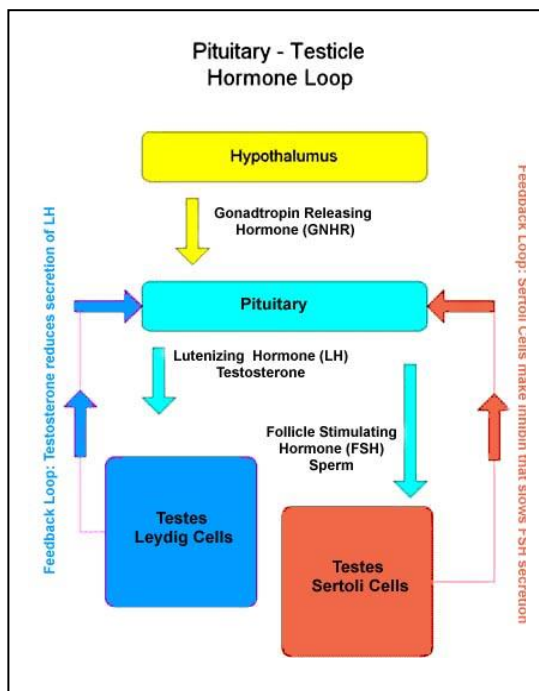 Pituitary - Testicle
Hormone Loop
Hypothalumus
Gonadtropin Releasing
Hormone (GNHR)
Pituitary
Lutenizing Hormone (LH)
Testosterone
Follicle Stimulating
Hormone (FSH)
Sperm
Testes
Leydig Cells
Testes
Sertoli Cells
Feedback Loop: Testosterone reduces secretion of LH
Feedback Loop: Sertoli Cells make inhibin that slows FSH secretion